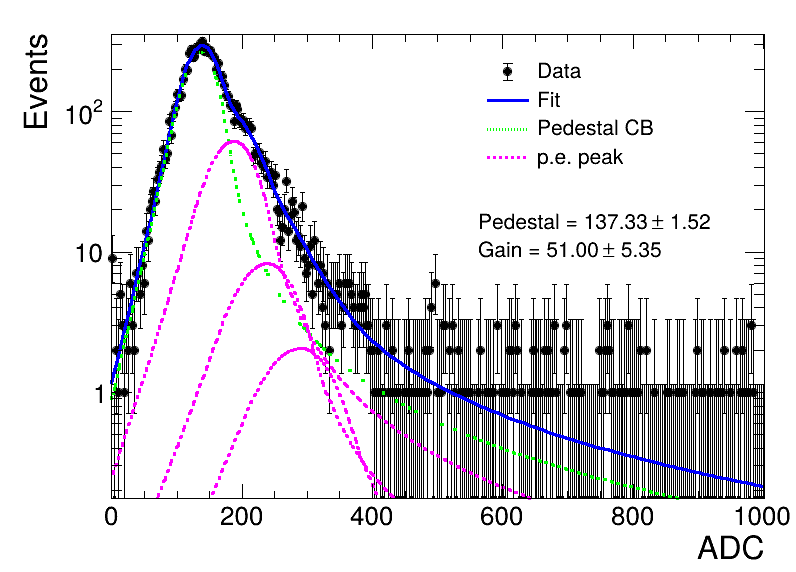 Events
10²
10
1
Data
Fit
Pedestal CB
p.e. peak
Pedestal = 137.33 ± 1.52
Gain = 51.00 ± 5.35
0 200 400 600 800 1000
ADC